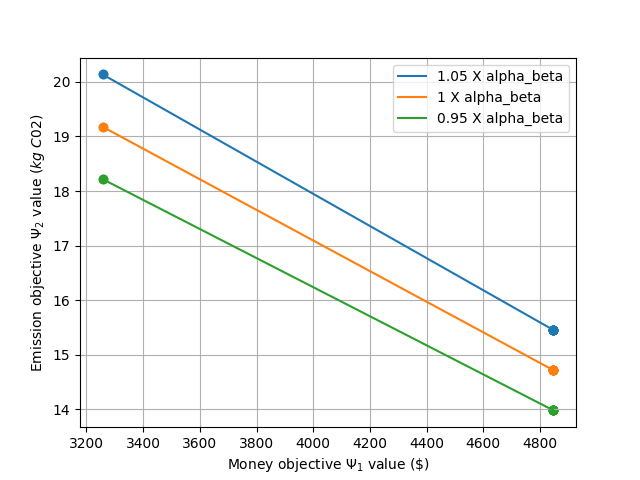 1.05 X alpha_beta
1 X alpha_beta
0.95 X alpha_beta
20
19
18
17
16
15
14
Emission objective Ψ₂ value (kg C02)
3200 3400 3600 3800 4000 4200 4400 4600 4800
Money objective Ψ₁ value ($)